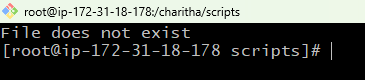 root@ip-172-31-18-178:/charitha/scripts
File does not exist
[root@ip-172-31-18-178 scripts]#